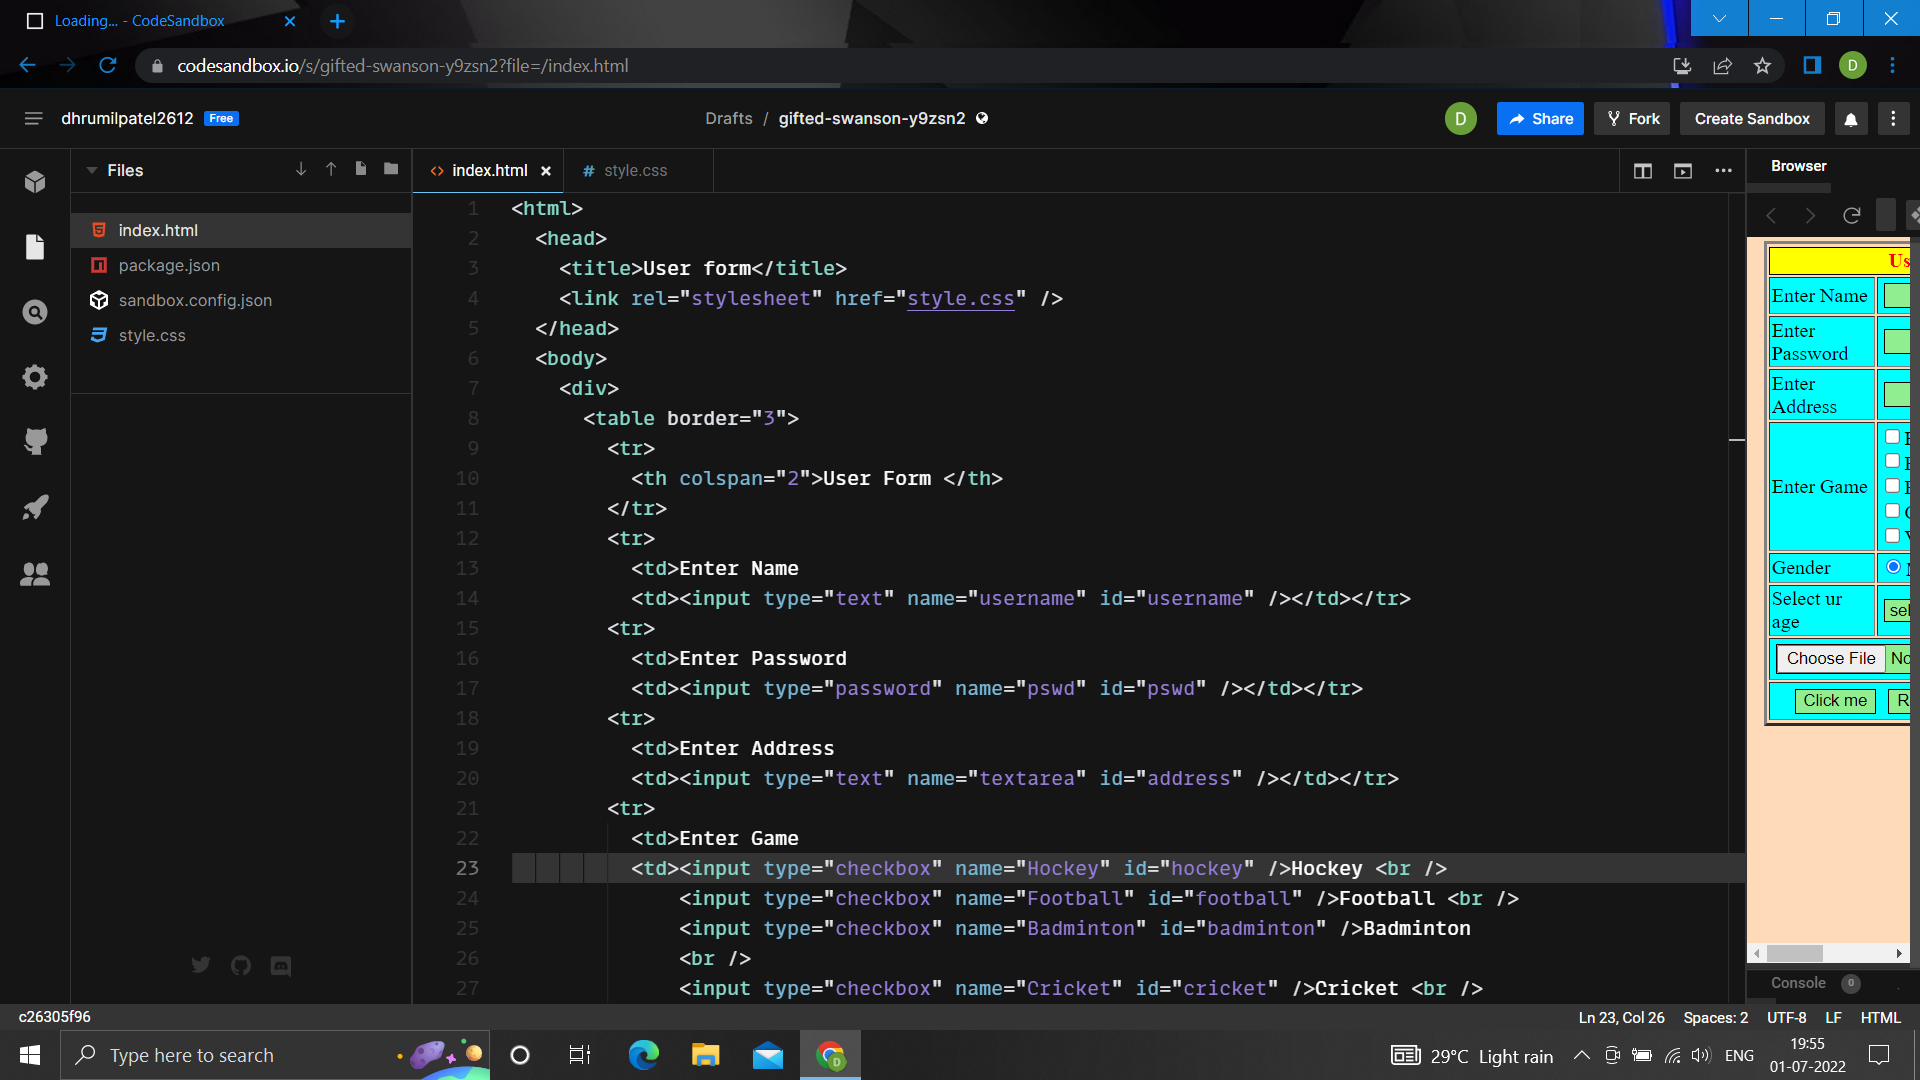 Loading... - CodeSandbox
codesandbox.io/s/gifted-swanson-y9zsn2?file=/index.html
D
dhrumilpatel2612 Free
Drafts / gifted-swanson-y9zsn2
D Share Fork Create Sandbox
Files
index.html
package.json
sandbox.config.json
style.css
index.html
# style.css
1 <html>
2 <head>
3 <title>User form</title>
4 <link rel="stylesheet" href="style.css" />
5 </head>
6 <body>
7 <div>
8 <table border="3">
9 <tr>
10 <th colspan="2">User Form </th>
11 </tr>
12 <tr>
13 <td>Enter Name
14 <td><input type="text" name="username" id="username" /></td></tr>
15 <tr>
16 <td>Enter Password
17 <td><input type="password" name="pswd" id="pswd" /></td></tr>
18 <tr>
19 <td>Enter Address
20 <td><input type="text" name="textarea" id="address" /></td></tr>
21 <tr>
22 <td>Enter Game
23 <td><input type="checkbox" name="Hockey" id="hockey" />Hockey <br />
24 <input type="checkbox" name="Football" id="football" />Football <br />
25 <input type="checkbox" name="Badminton" id="badminton" />Badminton
26 <br />
27 <input type="checkbox" name="Cricket" id="cricket" />Cricket <br />
Browser
Us
Enter Name
Enter
Password
Enter
Address
Enter Game
Gender
Select ur
age
sel
Choose File No
Click me R
Console 0
c26305f96
Ln 23, Col 26 Spaces: 2 UTF-8 LF HTML
Type here to search
D
29°C Light rain
ENG
19:55
01-07-2022